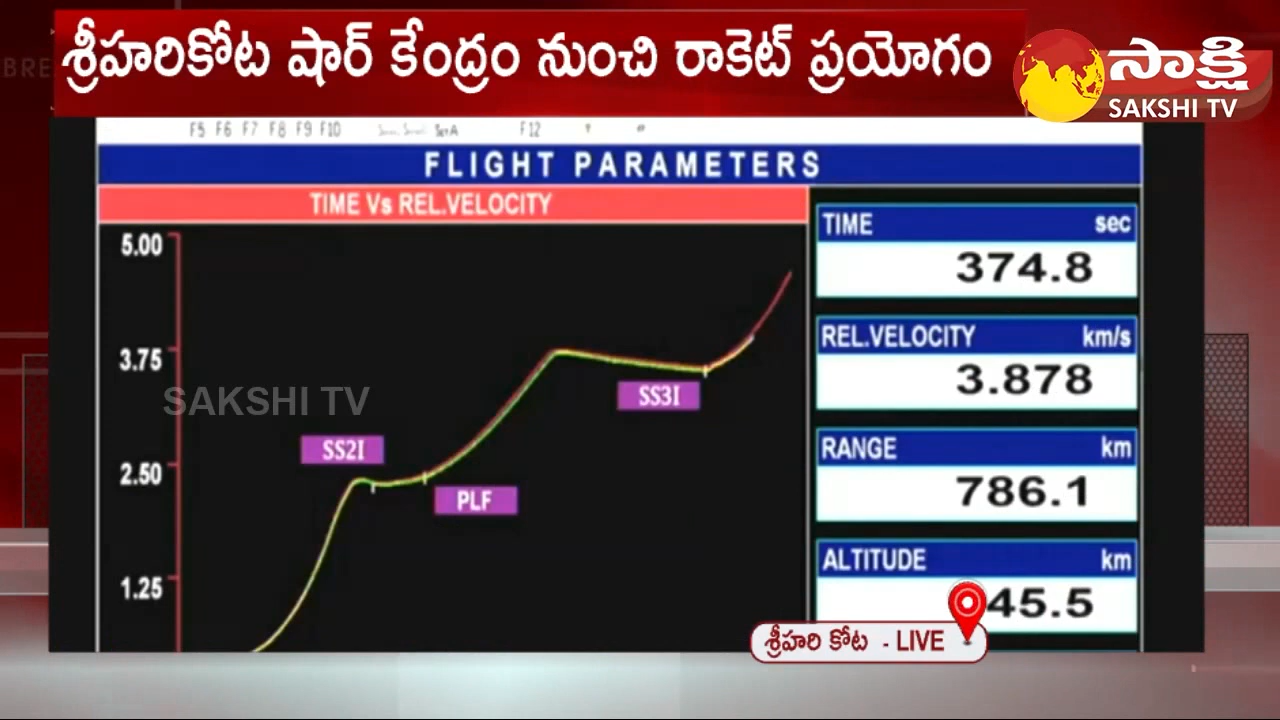 శ్రీహరికోట షార్ కేంద్రం నుంచి రాకెట్ ప్రయోగం
సాక్షి
SAKSHI TV
BRE
F5 F6 F7 F8 F9 F10
F12
FLIGHT PARAMETERS
TIME Vs REL.VELOCITY
5.00
3.75
2.50
1.25
SS2I
PLF
SS3I
SAKSHI TV
TIME sec
374.8
REL.VELOCITY km/s
3.878
RANGE km
786.1
ALTITUDE km
45.5
శ్రీహరి కోట - LIVE